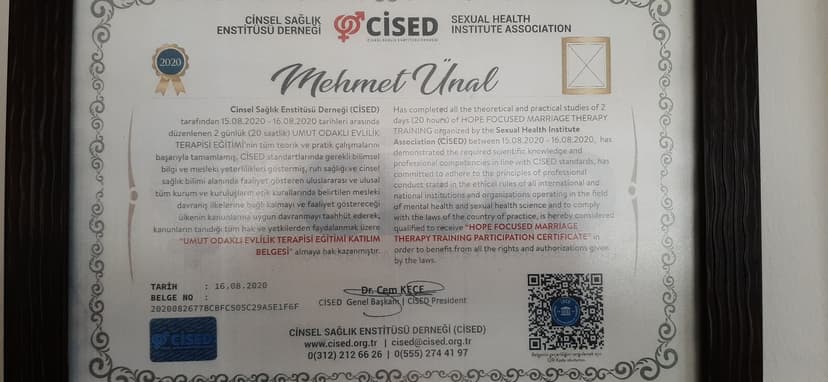 CİNSEL SAĞLIK
ENSTİTÜSÜ DERNEĞİ
CİSED
CİNSEL SAĞLIK ENSTİTÜSÜ DERNEĞİ
SEXUAL HEALTH
INSTITUTE ASSOCIATION
2020
Mehmet Ünal
Cinsel Sağlık Enstitüsü Derneği (CİSED)
tarafından 15.08.2020 - 16.08.2020 tarihleri arasında
düzenlenen 2 günlük (20 saatlik) UMUT ODAKLI EVLİLİK
TERAPİSİ EĞİTİMİ'nin tüm teorik ve pratik çalışmalarını
başarıyla tamamlamış, CİSED standartlarında gerekli bilimsel
bilgi ve mesleki yeterlilikleri göstermiş, ruh sağlığı ve cinsel
sağlık bilimi alanında faaliyet gösteren uluslararası ve ulusal
tüm kurum ve kuruluşların etik kurallarında belirtilen mesleki
davranış ilkelerine bağlı kalmayı ve faaliyet göstereceği
ülkenin kanunlarına uygun davranmayı taahhüt ederek,
kanunların tanıdığı tüm hak ve yetkilerden faydalanmak üzere
"UMUT ODAKLI EVLİLİK TERAPİSİ EĞİTİMİ KATILIM
BELGESİ" almaya hak kazanmıştır.
Has completed all the theoretical and practical studies of 2
days (20 hours) of HOPE FOCUSED MARRIAGE THERAPY
TRAINING organized by the Sexual Health Institute
Association (CİSED) between 15.08.2020 - 16.08.2020, has
demonstrated the required scientific knowledge and
professional competencies in line with CİSED standards, has
committed to adhere to the principles of professional
conduct stated in the ethical rules of all international and
national institutions and organizations operating in the field
of mental health and sexual health science and to comply
with the laws of the country of practice, is hereby considered
qualified to receive "HOPE FOCUSED MARRIAGE
THERAPY TRAINING PARTICIPATION CERTIFICATE" in
order to benefit from all the rights and authorizations given
by the laws.
TARİH : 16.08.2020
BELGE NO :
2020082677BCBFCS05C29A5E1F6F
Dr. Cem KEÇE
CİSED Genel Başkanı | CİSED President
CİSED
CİNSEL SAĞLIK ENSTİTÜSÜ DERNEĞİ (CİSED)
www.cised.org.tr | cised@cised.org.tr
0(312) 212 66 26 | 0(555) 274 41 97